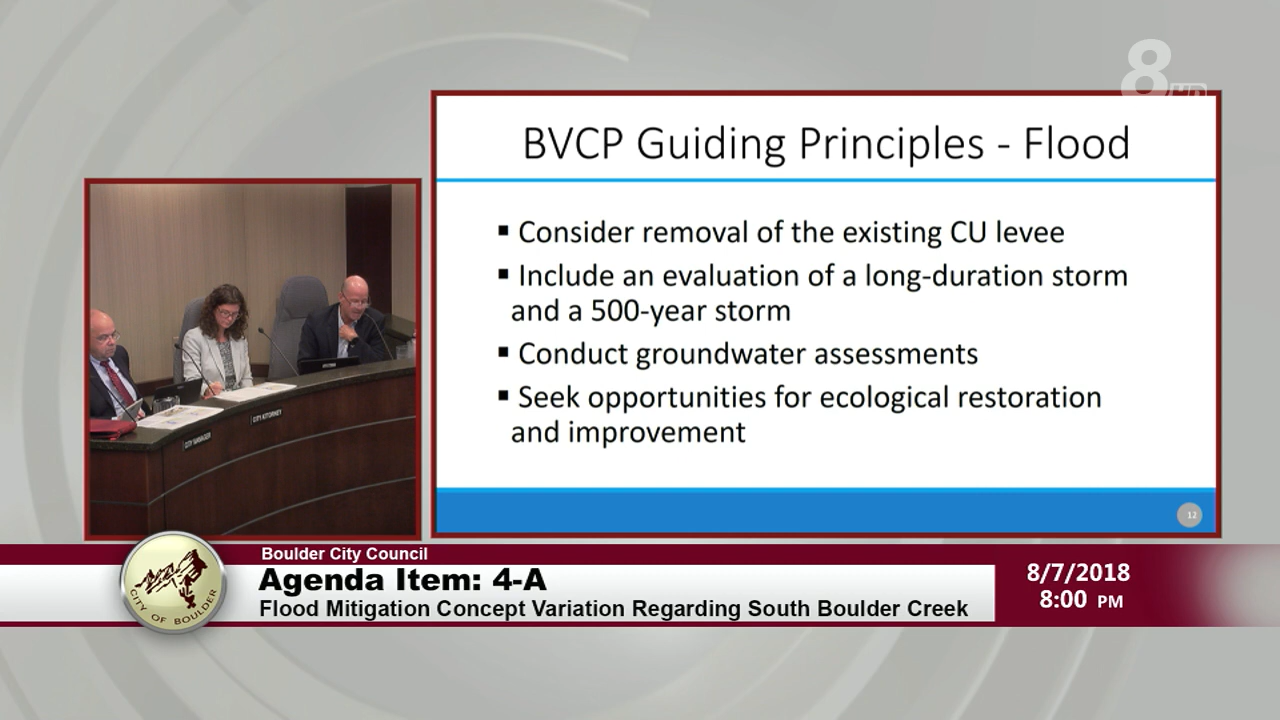 8
HD
BVCP Guiding Principles - Flood
▪ Consider removal of the existing CU levee
▪ Include an evaluation of a long-duration storm
and a 500-year storm
▪ Conduct groundwater assessments
▪ Seek opportunities for ecological restoration
and improvement
12
CITY MANAGER
CITY ATTORNEY
Boulder City Council
Agenda Item: 4-A
Flood Mitigation Concept Variation Regarding South Boulder Creek
CITY OF BOULDER
8/7/2018
8:00 PM